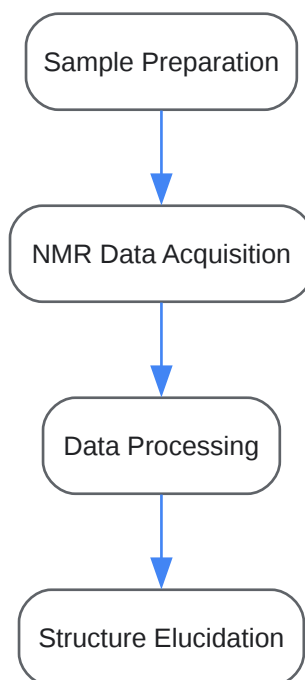 Sample Preparation
NMR Data Acquisition
Data Processing
Structure Elucidation